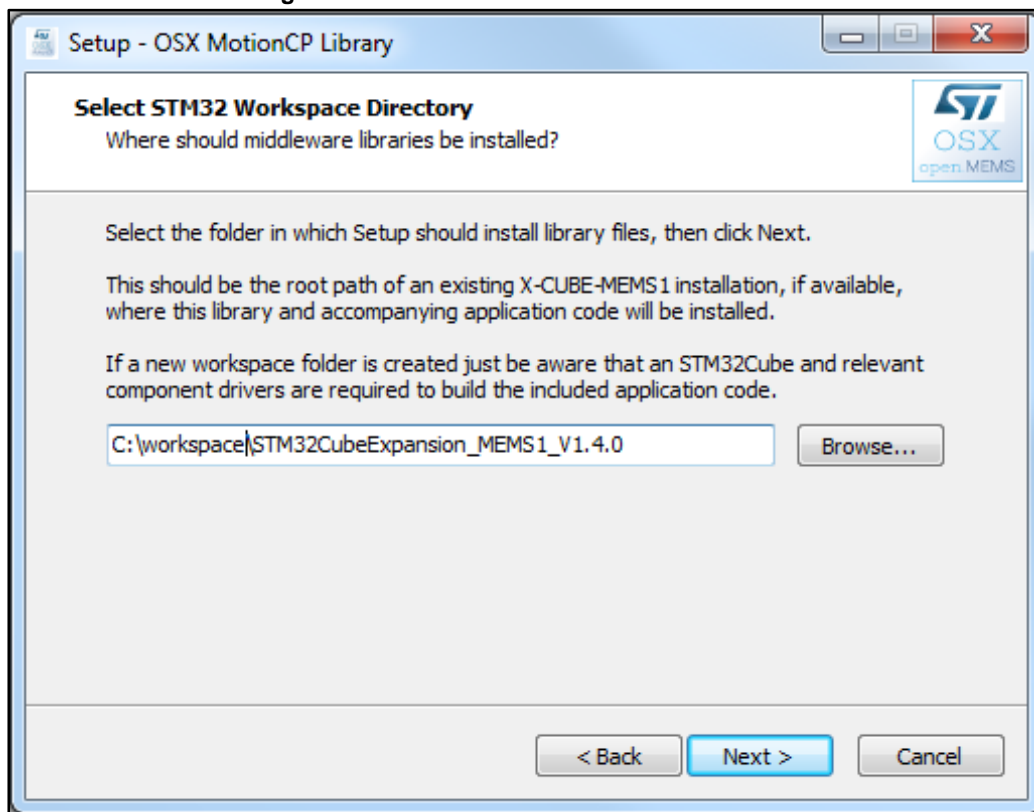 Setup - OSX MotionCP Library
Select STM32 Workspace Directory
Where should middleware libraries be installed?
OSX
open MEMS
Select the folder in which Setup should install library files, then click Next.
This should be the root path of an existing X-CUBE-MEMS1 installation, if available,
where this library and accompanying application code will be installed.
If a new workspace folder is created just be aware that an STM32Cube and relevant
component drivers are required to build the included application code.
C:\workspace\STM32CubeExpansion_MEMS1_V1.4.0
Browse...
< Back
Next >
Cancel